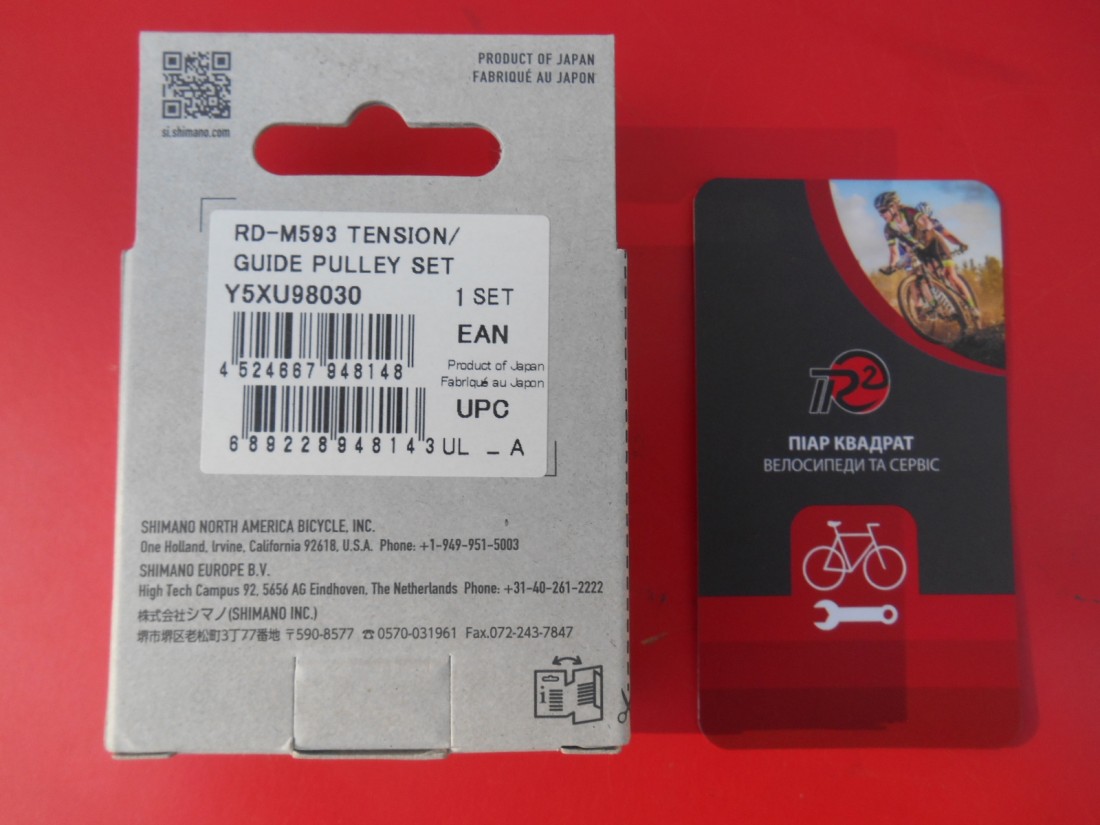 PRODUCT OF JAPAN
FABRIQUÉ AU JAPON
si.shimano.com
RD-M593 TENSION/
GUIDE PULLEY SET
Y5XU98030
1 SET
EAN
4 524667 948148
Product of Japan
Fabriqué au Japon
UPC
6 89228 94814 3
UL _ A
SHIMANO NORTH AMERICA BICYCLE, INC.
One Holland, Irvine, California 92618, U.S.A. Phone: +1-949-951-5003
SHIMANO EUROPE B.V.
High Tech Campus 92, 5656 AG Eindhoven, The Netherlands Phone: +31-40-261-2222
株式会社シマノ(SHIMANO INC.)
堺市堺区老松町3丁77番地 〒590-8577 ☎0570-031961 Fax.072-243-7847
i
R2
ПІАР КВАДРАТ
ВЕЛОСИПЕДИ ТА СЕРВІС